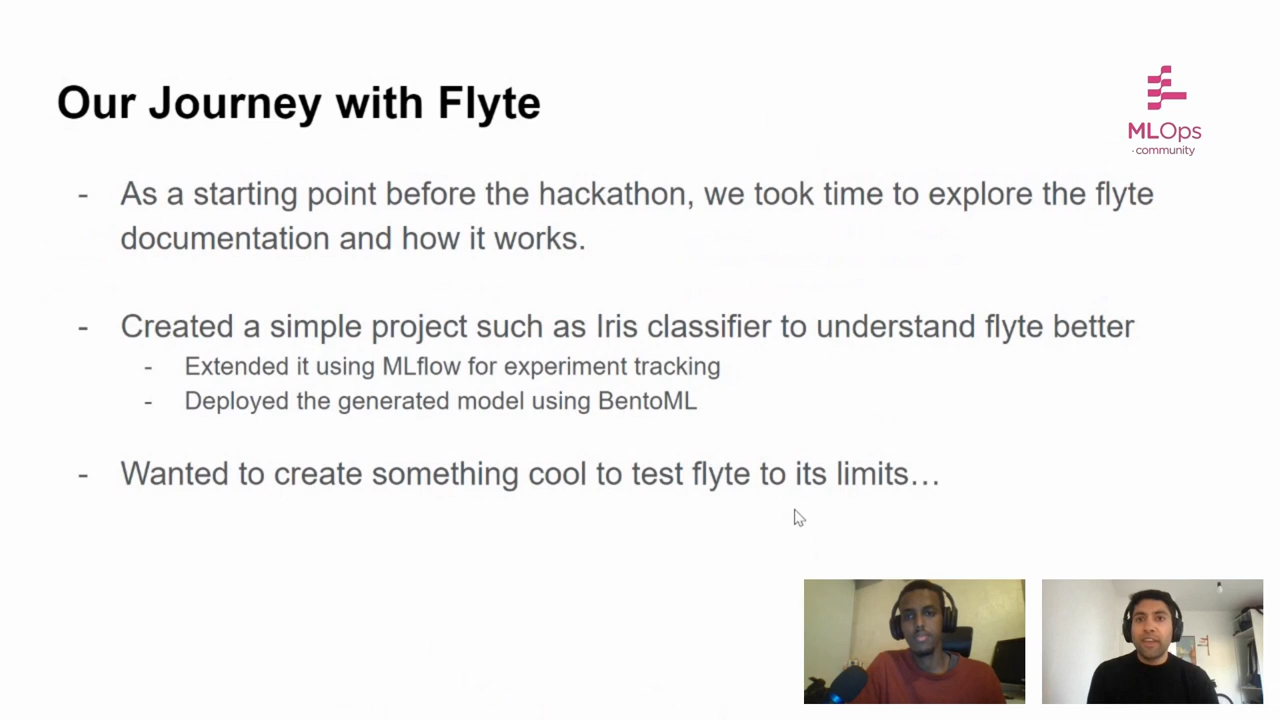 Our Journey with Flyte
MLOps
·community
- As a starting point before the hackathon, we took time to explore the flyte
documentation and how it works.
- Created a simple project such as Iris classifier to understand flyte better
- Extended it using MLflow for experiment tracking
- Deployed the generated model using BentoML
- Wanted to create something cool to test flyte to its limits…